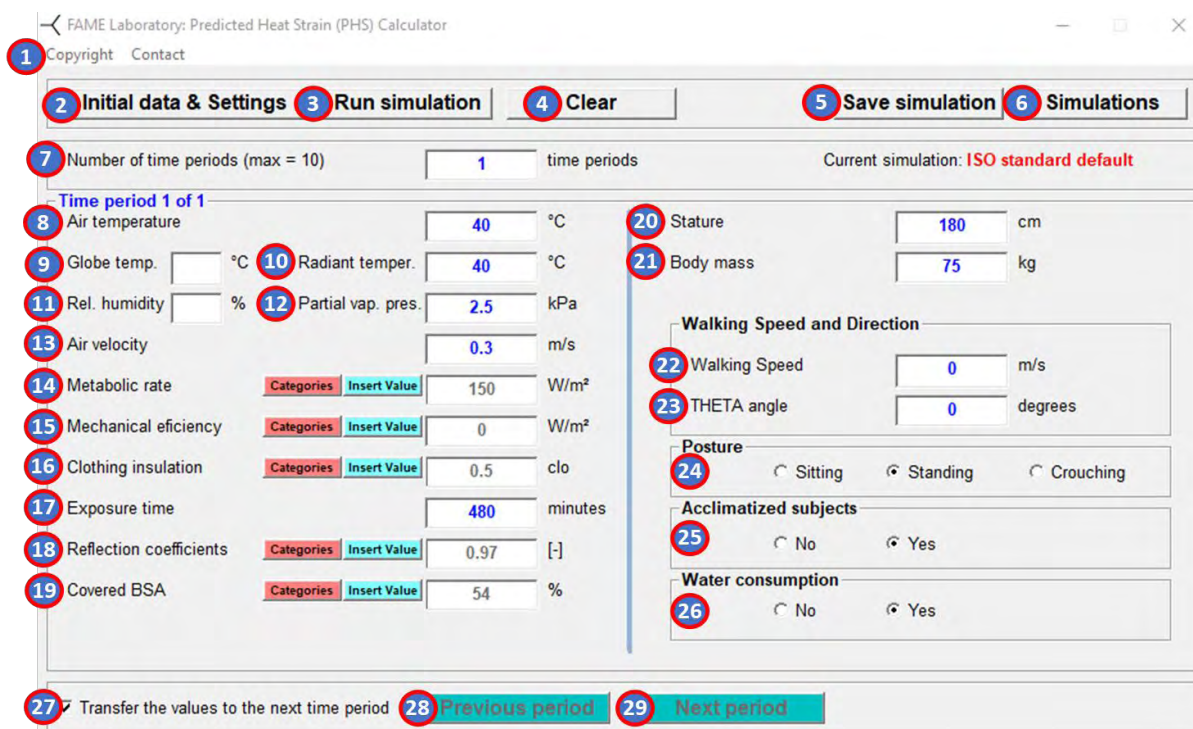 FAME Laboratory: Predicted Heat Strain (PHS) Calculator
1 Copyright Contact
2 Initial data & Settings 3 Run simulation 4 Clear 5 Save simulation 6 Simulations
7 Number of time periods (max = 10) 1 time periods Current simulation: ISO standard default
Time period 1 of 1
8 Air temperature 40 °C
9 Globe temp. °C 10 Radiant temper. 40 °C
11 Rel. humidity % 12 Partial vap. pres. 2.5 kPa
13 Air velocity 0.3 m/s
14 Metabolic rate Categories Insert Value 150 W/m²
15 Mechanical eficiency Categories Insert Value 0 W/m²
16 Clothing insulation Categories Insert Value 0.5 clo
17 Exposure time 480 minutes
18 Reflection coefficients Categories Insert Value 0.97 [-]
19 Covered BSA Categories Insert Value 54 %
20 Stature 180 cm
21 Body mass 75 kg
Walking Speed and Direction
22 Walking Speed 0 m/s
23 THETA angle 0 degrees
Posture
24 Sitting Standing Crouching
Acclimatized subjects
25 No Yes
Water consumption
26 No Yes
27 Transfer the values to the next time period 28 Previous period 29 Next period